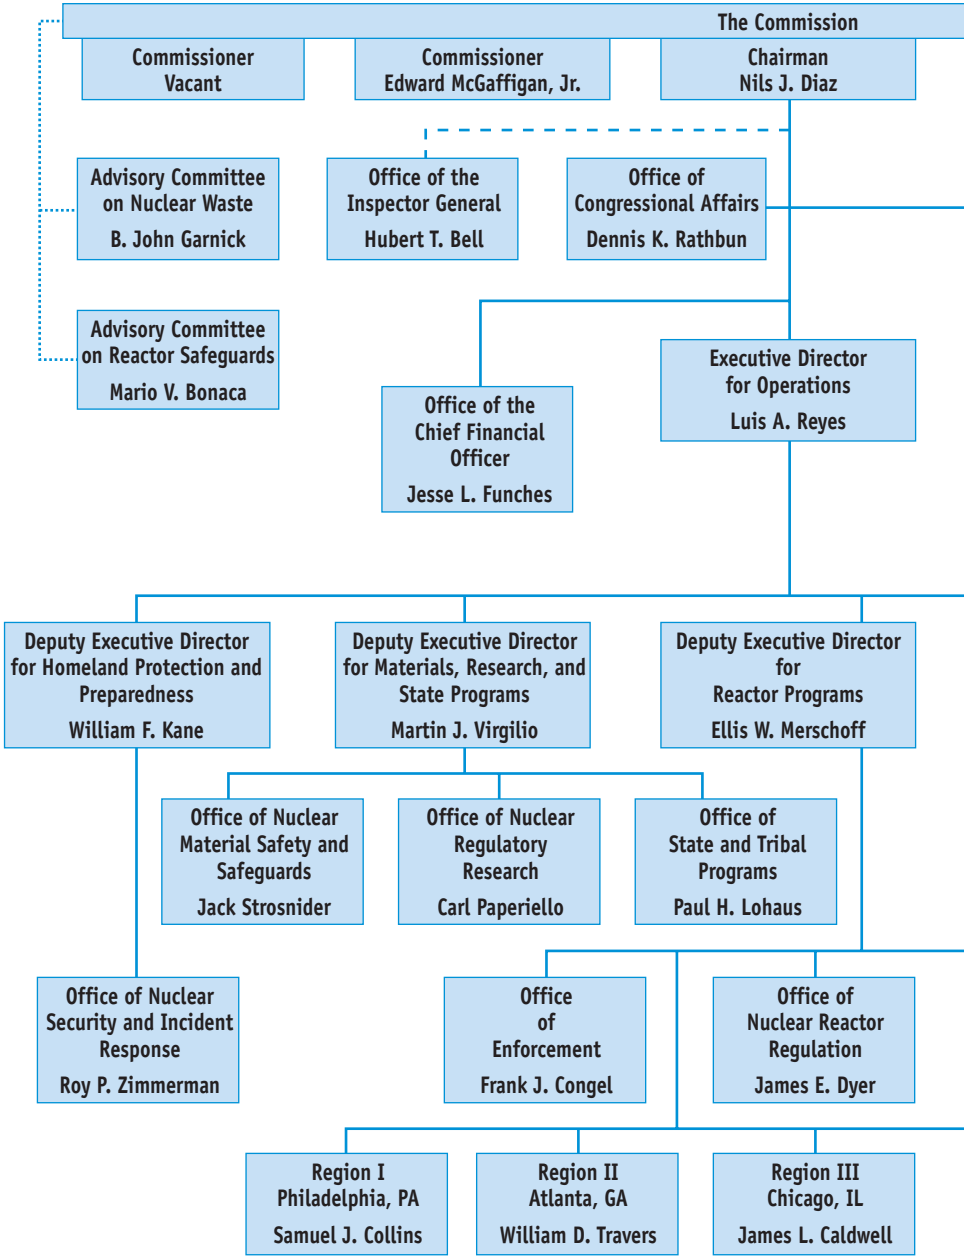 The Commission
Commissioner
Vacant
Commissioner
Edward McGaffigan, Jr.
Chairman
Nils J. Diaz
Advisory Committee
on Nuclear Waste
B. John Garnick
Office of the
Inspector General
Hubert T. Bell
Office of
Congressional Affairs
Dennis K. Rathbun
Advisory Committee
on Reactor Safeguards
Mario V. Bonaca
Office of the
Chief Financial
Officer
Jesse L. Funches
Executive Director
for Operations
Luis A. Reyes
Deputy Executive Director
for Homeland Protection and
Preparedness
William F. Kane
Deputy Executive Director
for Materials, Research, and
State Programs
Martin J. Virgilio
Deputy Executive Director
for
Reactor Programs
Ellis W. Merschoff
Office of Nuclear
Material Safety and
Safeguards
Jack Strosnider
Office of Nuclear
Regulatory
Research
Carl Paperiello
Office of
State and Tribal
Programs
Paul H. Lohaus
Office of Nuclear
Security and Incident
Response
Roy P. Zimmerman
Office
of
Enforcement
Frank J. Congel
Office of
Nuclear Reactor
Regulation
James E. Dyer
Region I
Philadelphia, PA
Samuel J. Collins
Region II
Atlanta, GA
William D. Travers
Region III
Chicago, IL
James L. Caldwell